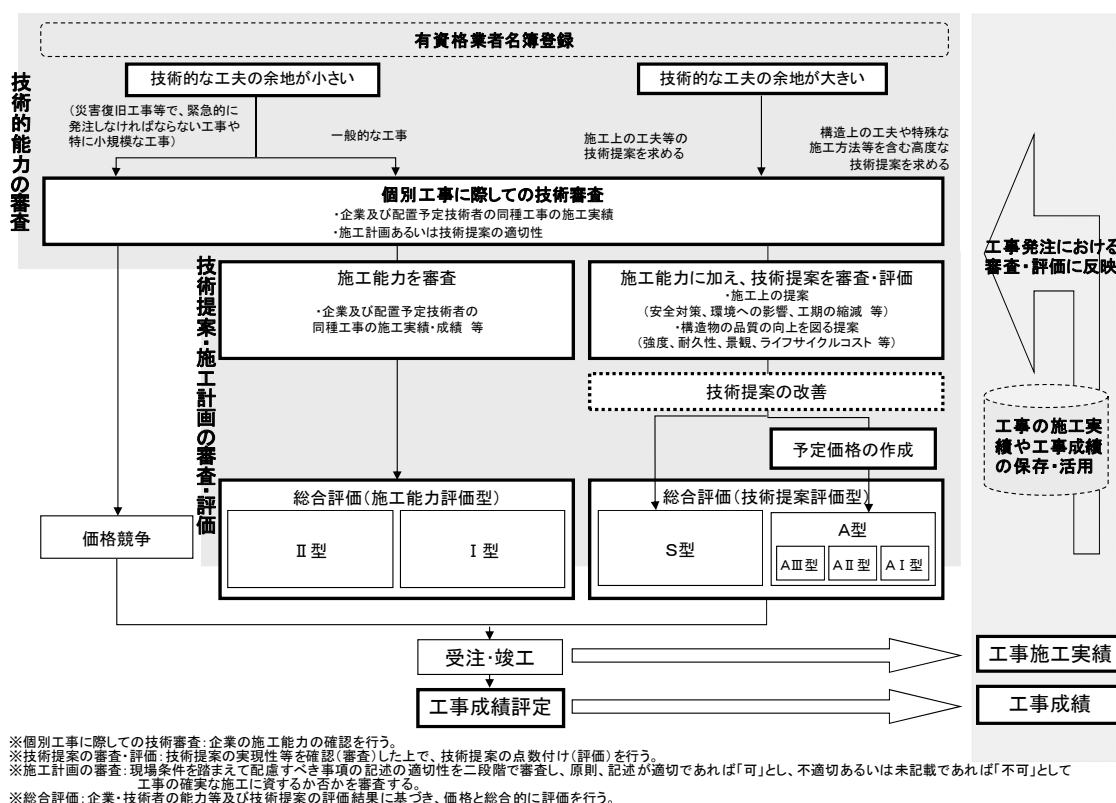 有資格業者名簿登録
技術的能力の審査
技術的な工夫の余地が小さい
技術的な工夫の余地が大きい
（災害復旧工事等で、緊急的に
発注しなければならない工事や
特に小規模な工事）
一般的な工事
施工上の工夫等の
技術提案を求める
構造上の工夫や特殊な
施工方法等を含む高度な
技術提案を求める
個別工事に際しての技術審査
・企業及び配置予定技術者の同種工事の施工実績
・施工計画あるいは技術提案の適切性
工事発注における
審査・評価に反映
技術提案・施工計画の審査・評価
施工能力を審査
・企業及び配置予定技術者の
同種工事の施工実績・成績 等
施工能力に加え、技術提案を審査・評価
・施工上の提案
（安全対策、環境への影響、工期の縮減 等）
・構造物の品質の向上を図る提案
（強度、耐久性、景観、ライフサイクルコスト 等）
技術提案の改善
予定価格の作成
工事の施工実
績や工事成績
の保存・活用
価格競争
総合評価（施工能力評価型）
Ⅱ型
Ⅰ型
総合評価（技術提案評価型）
S型
A型
AⅢ型
AⅡ型
AⅠ型
受注・竣工
工事施工実績
工事成績評定
工事成績
※個別工事に際しての技術審査：企業の施工能力の確認を行う。
※技術提案の審査・評価：技術提案の実現性等を確認（審査）した上で、技術提案の点数付け（評価）を行う。
※施工計画の審査：現場条件を踏まえて配慮すべき事項の記述の適切性を二段階で審査し、原則、記述が適切であれば「可」とし、不適切あるいは未記載であれば「不可」として
工事の確実な施工に資するか否かを審査する。
※総合評価：企業・技術者の能力等及び技術提案の評価結果に基づき、価格と総合的に評価を行う。